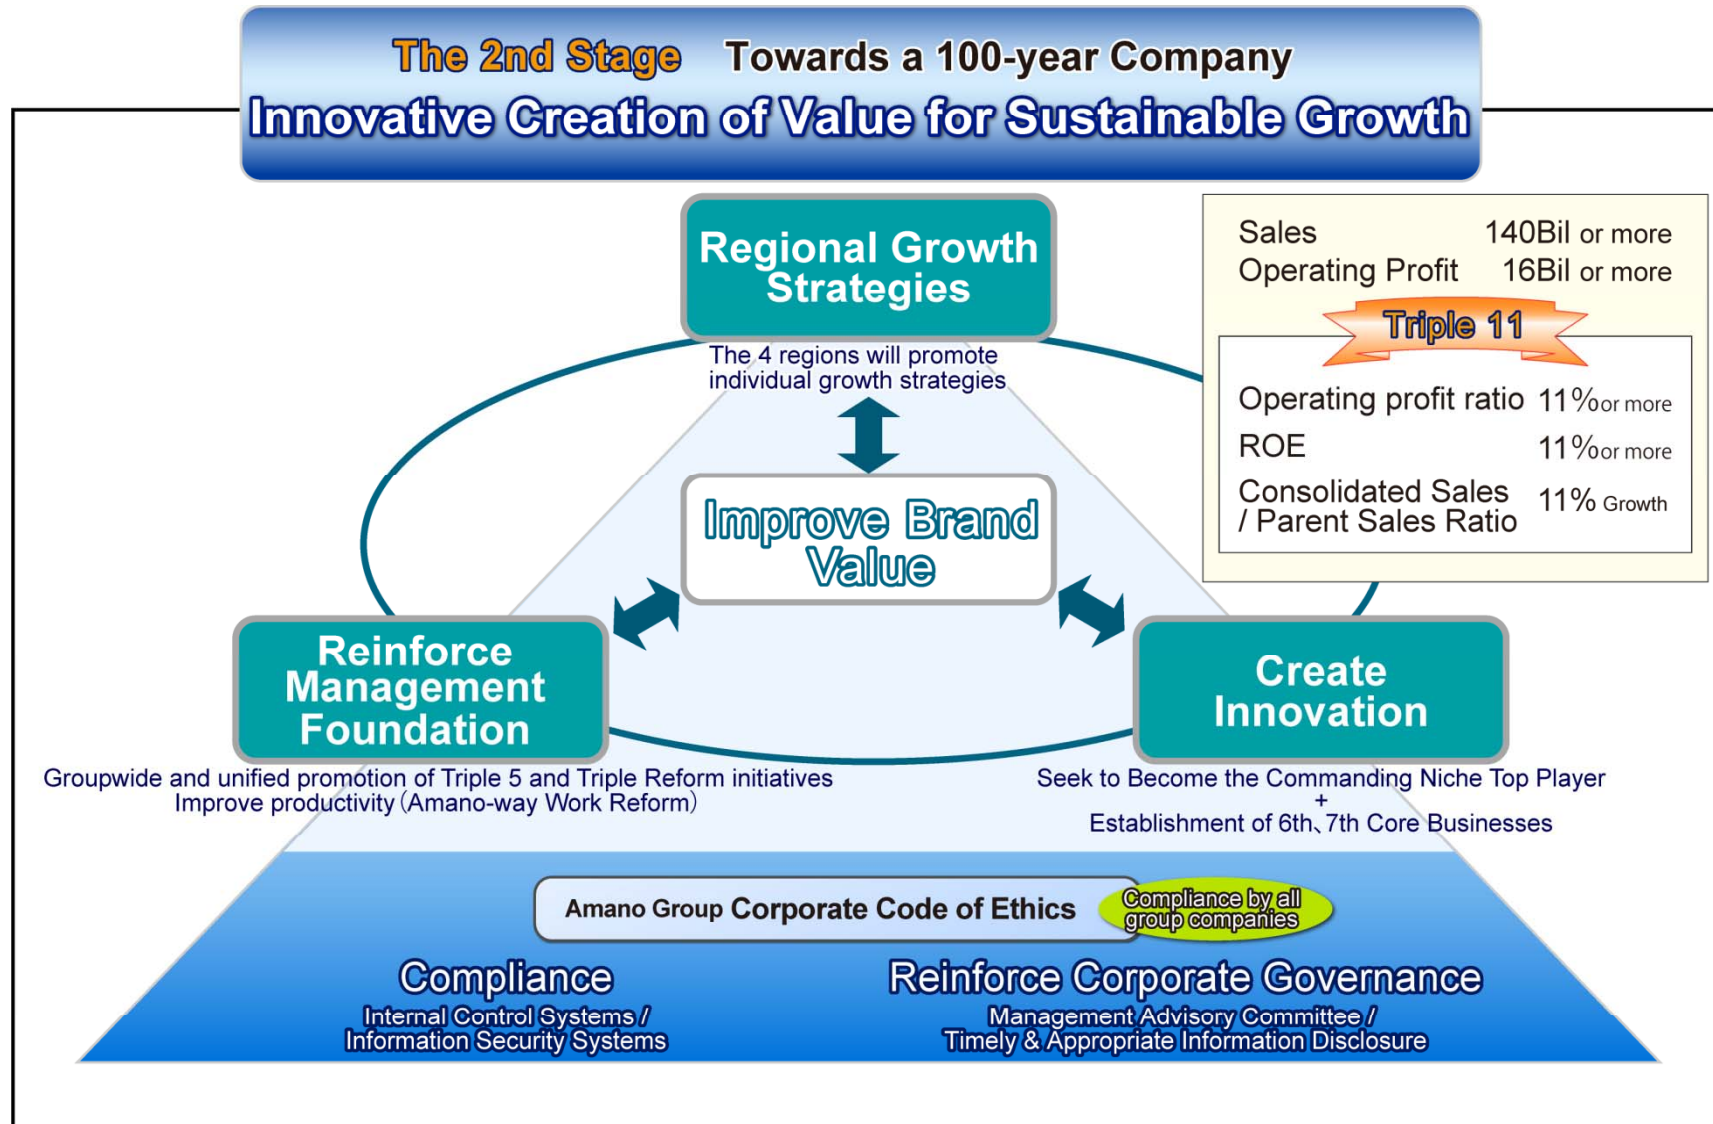 The 2nd Stage Towards a 100-year Company
Innovative Creation of Value for Sustainable Growth
Regional Growth
Strategies
The 4 regions will promote
individual growth strategies
Sales 140Bil or more
Operating Profit 16Bil or more
Triple 11
Operating profit ratio 11%or more
ROE 11%or more
Consolidated Sales
/ Parent Sales Ratio 11% Growth
Improve Brand
Value
Reinforce
Management
Foundation
Groupwide and unified promotion of Triple 5 and Triple Reform initiatives
Improve productivity（Amano-way Work Reform）
Create
Innovation
Seek to Become the Commanding Niche Top Player
+
Establishment of 6th、7th Core Businesses
Amano Group Corporate Code of Ethics
Compliance by all
group companies
Compliance
Internal Control Systems /
Information Security Systems
Reinforce Corporate Governance
Management Advisory Committee /
Timely & Appropriate Information Disclosure